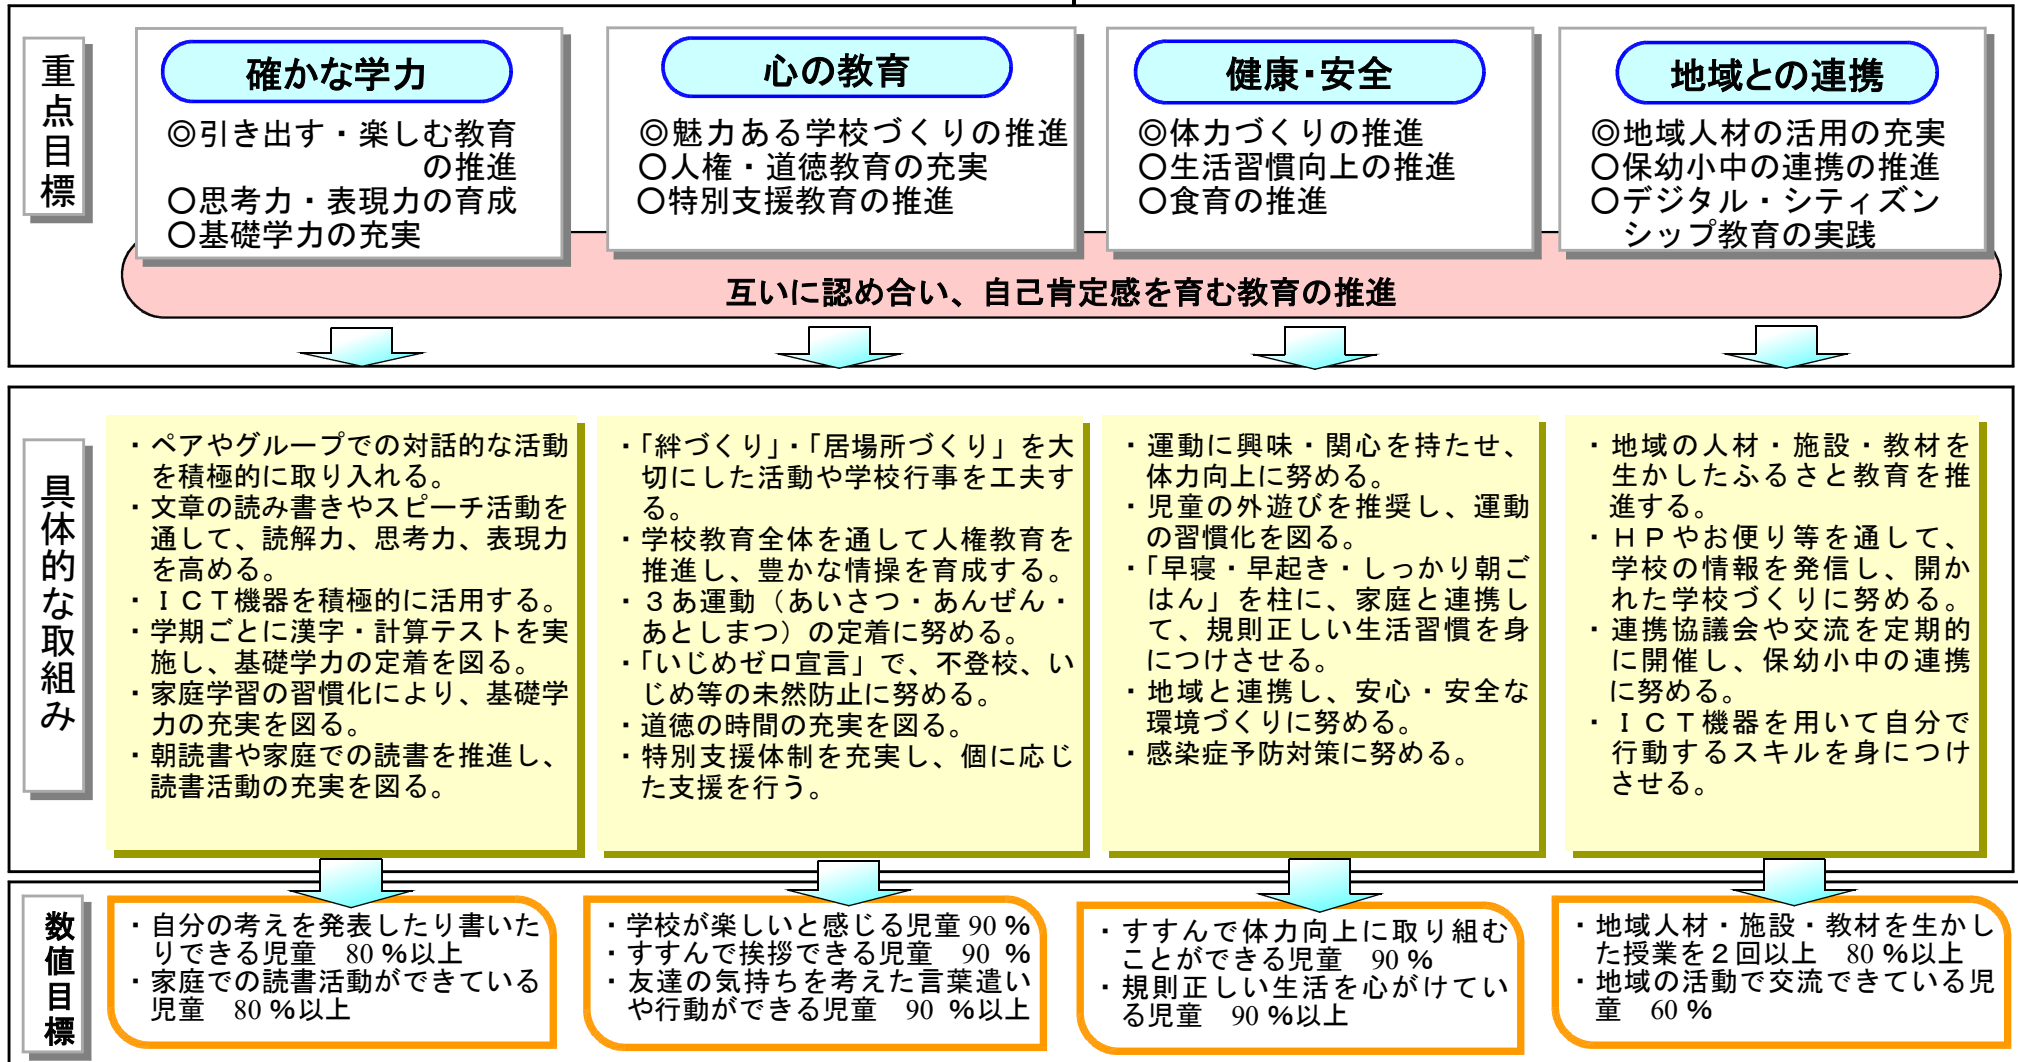 重点目標
確かな学力
◎引き出す・楽しむ教育
の推進
○思考力・表現力の育成
○基礎学力の充実
心の教育
◎魅力ある学校づくりの推進
○人権・道徳教育の充実
○特別支援教育の推進
健康・安全
◎体力づくりの推進
○生活習慣向上の推進
○食育の推進
地域との連携
◎地域人材の活用の充実
○保幼小中の連携の推進
○デジタル・シティズン
シップ教育の実践
互いに認め合い、自己肯定感を育む教育の推進
具体的な取組み
・ペアやグループでの対話的な活動
を積極的に取り入れる。
・文章の読み書きやスピーチ活動を
通して、読解力、思考力、表現力
を高める。
・ＩＣＴ機器を積極的に活用する。
・学期ごとに漢字・計算テストを実
施し、基礎学力の定着を図る。
・家庭学習の習慣化により、基礎学
力の充実を図る。
・朝読書や家庭での読書を推進し、
読書活動の充実を図る。
・「絆づくり」・「居場所づくり」を大
切にした活動や学校行事を工夫す
る。
・学校教育全体を通して人権教育を
推進し、豊かな情操を育成する。
・３あ運動（あいさつ・あんぜん・
あとしまつ）の定着に努める。
・「いじめゼロ宣言」で、不登校、い
じめ等の未然防止に努める。
・道徳の時間の充実を図る。
・特別支援体制を充実し、個に応じ
た支援を行う。
・運動に興味・関心を持たせ、
体力向上に努める。
・児童の外遊びを推奨し、運動
の習慣化を図る。
・「早寝・早起き・しっかり朝ご
はん」を柱に、家庭と連携し
て、規則正しい生活習慣を身
につけさせる。
・地域と連携し、安心・安全な
環境づくりに努める。
・感染症予防対策に努める。
・地域の人材・施設・教材を
生かしたふるさと教育を推
進する。
・ＨＰやお便り等を通して、
学校の情報を発信し、開か
れた学校づくりに努める。
・連携協議会や交流を定期的
に開催し、保幼小中の連携
に努める。
・ＩＣＴ機器を用いて自分で
行動するスキルを身につけ
させる。
数値目標
・自分の考えを発表したり書いた
りできる児童　80％以上
・家庭での読書活動ができている
児童　80％以上
・学校が楽しいと感じる児童 90％
・すすんで挨拶できる児童　90％
・友達の気持ちを考えた言葉遣い
や行動ができる児童　90％以上
・すすんで体力向上に取り組む
ことができる児童　90％
・規則正しい生活を心がけてい
る児童　90％以上
・地域人材・施設・教材を生かし
た授業を２回以上　80％以上
・地域の活動で交流できている児
童　60％